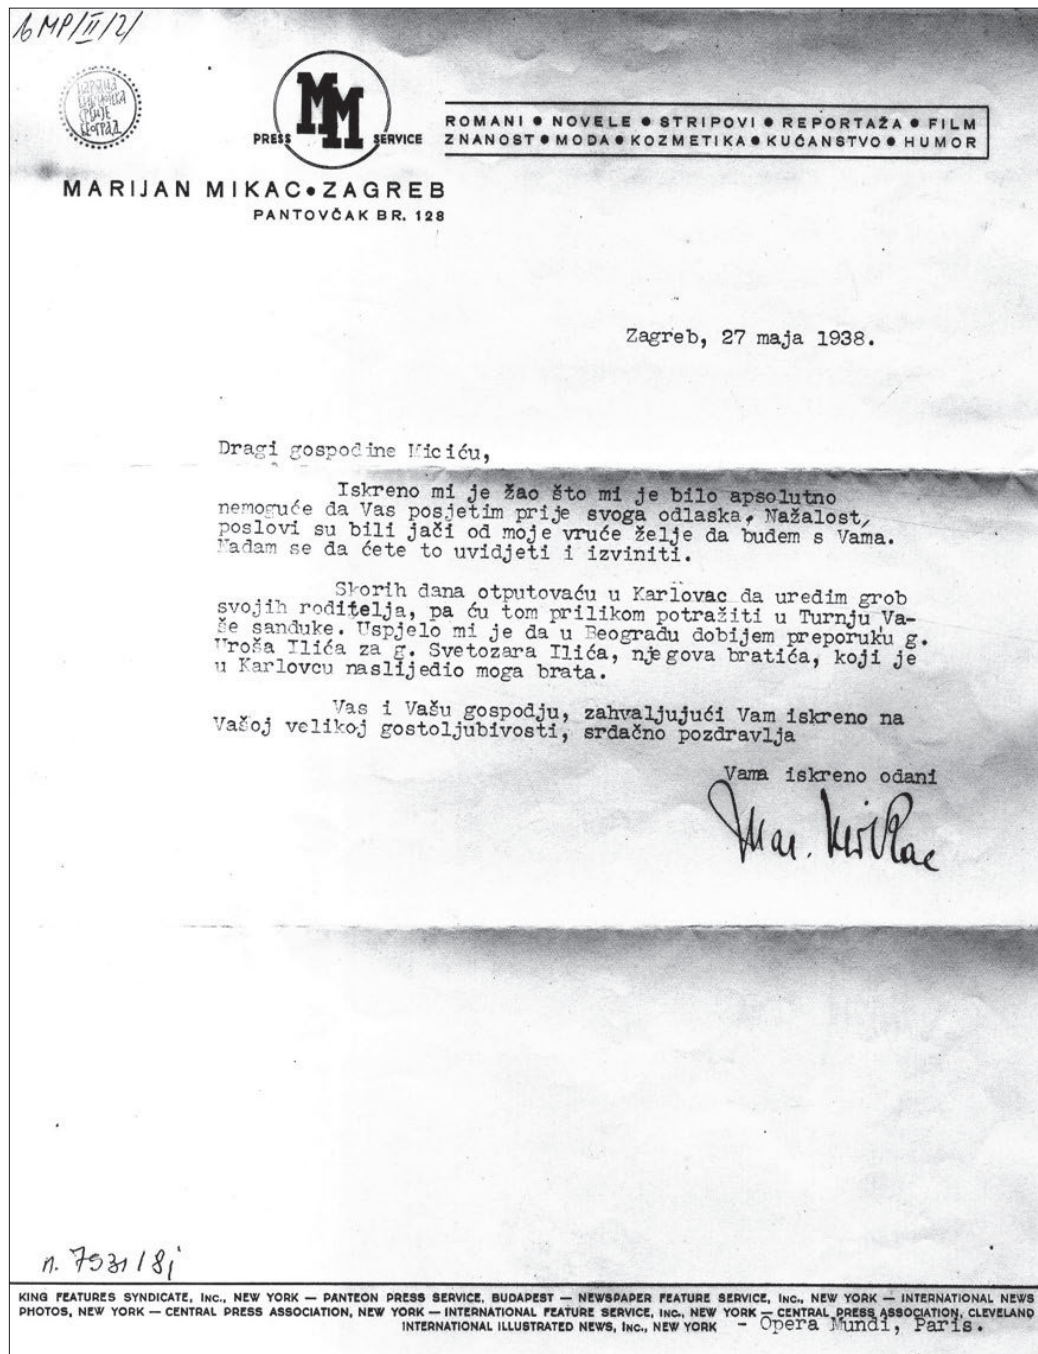 MM
PRESS SERVICE
ROMANI ● NOVELE ● STRIPOVI ● REPORTAŽA ● FILM
ZNANOST ● MODA ● KOZMETIKA ● KUĆANSTVO ● HUMOR
НАРОДНА
БИБЛИОТЕКА
СРБИЈЕ
БЕОГРАД
MARIJAN MIKAC • ZAGREB
PANTOVČAK BR. 128
Zagreb, 27 maja 1938.
Dragi gospodine Miciću,
Iskreno mi je žao što mi je bilo apsolutno
nemoguće da Vas posjetim prije svoga odlaska. Nažalost,
poslovi su bili jači od moje vruće želje da budem s Vama.
Nadam se da ćete to uvidjeti i izviniti.
Skorih dana otputovaću u Karlovac da uredim grob
svojih roditelja, pa ću tom prilikom potražiti u Turnju Va-
še sanduke. Uspjelo mi je da u Beogradu dobijem preporuku g.
Uroša Ilića za g. Svetozara Ilića, njegova bratića, koji je
u Karlovcu naslijedio moga brata.
Vas i Vašu gospodju, zahvaljujući Vam iskreno na
Vašoj velikoj gostoljubivosti, srdačno pozdravlja
Vama iskreno odani
Mar. Mikac
KING FEATURES SYNDICATE, INC., NEW YORK — PANTEON PRESS SERVICE, BUDAPEST — NEWSPAPER FEATURE SERVICE, INC., NEW YORK — INTERNATIONAL NEWS
PHOTOS, NEW YORK — CENTRAL PRESS ASSOCIATION, NEW YORK — INTERNATIONAL FEATURE SERVICE, INC., NEW YORK — CENTRAL PRESS ASSOCIATION, CLEVELAND
INTERNATIONAL ILLUSTRATED NEWS, INC., NEW YORK - Opera Mundi, Paris.